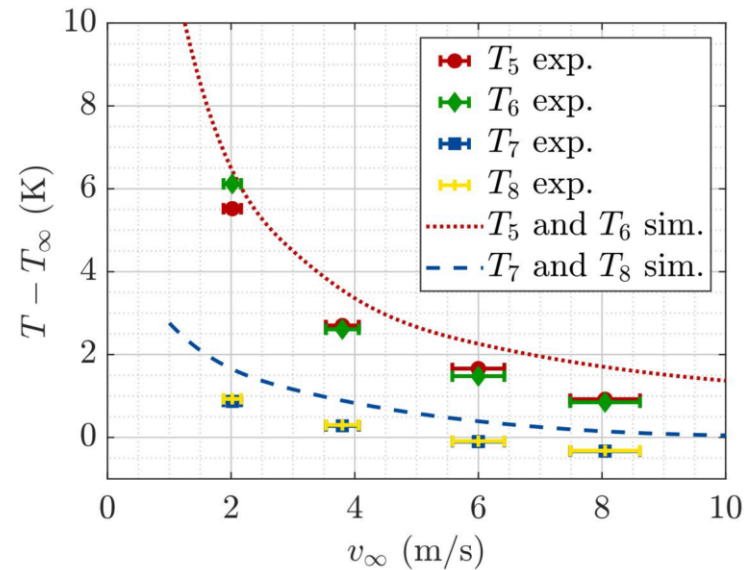 10
8
6
4
2
0
T − T∞ (K)
T5 exp.
T6 exp.
T7 exp.
T8 exp.
T5 and T6 sim.
T7 and T8 sim.
0 2 4 6 8 10
v∞ (m/s)